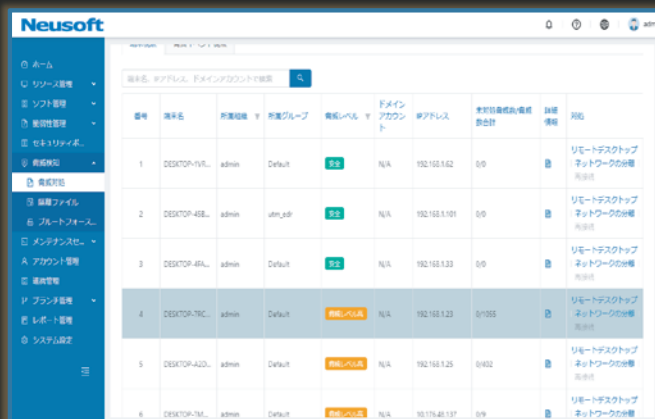 Neusoft
adm
ホーム
リソース管理
ソフト管理
脆弱性管理
セキュリティポ...
脅威検知
脅威対処
隔離ファイル
ブルートフォース...
メンテナンスセ...
アカウント管理
ブランチ管理
レポート管理
システム設定
端末名、IPアドレス、ドメインアカウントで検索
番号 端末名 所属組織 所属グループ 脅威レベル ドメインアカウント IPアドレス 未対処脅威数/脅威数合計 詳細情報 対処
1 DESKTOP-1VR... admin Default 安全 N/A 192.168.1.62 0/0 リモートデスクトップ
ネットワークの分離
再接続
2 DESKTOP-45B... admin utm_edr 安全 N/A 192.168.1.101 0/0 リモートデスクトップ
ネットワークの分離
再接続
3 DESKTOP-4PA... admin Default 安全 N/A 192.168.1.33 0/0 リモートデスクトップ
ネットワークの分離
再接続
4 DESKTOP-7RC... admin Default 脅威レベル高 N/A 192.168.1.23 0/1055 リモートデスクトップ
ネットワークの分離
再接続
5 DESKTOP-A2O... admin Default 脅威レベル高 N/A 192.168.1.25 0/402 リモートデスクトップ
ネットワークの分離
再接続
6 DESKTOP-TM... admin Default 脅威レベル高 N/A 10.176.48.137 0/9 リモートデスクトップ
ネットワークの分離